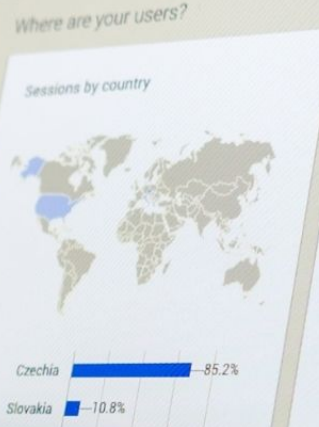 Where are your users?
Sessions by country
Czechia 85.2%
Slovakia 10.8%